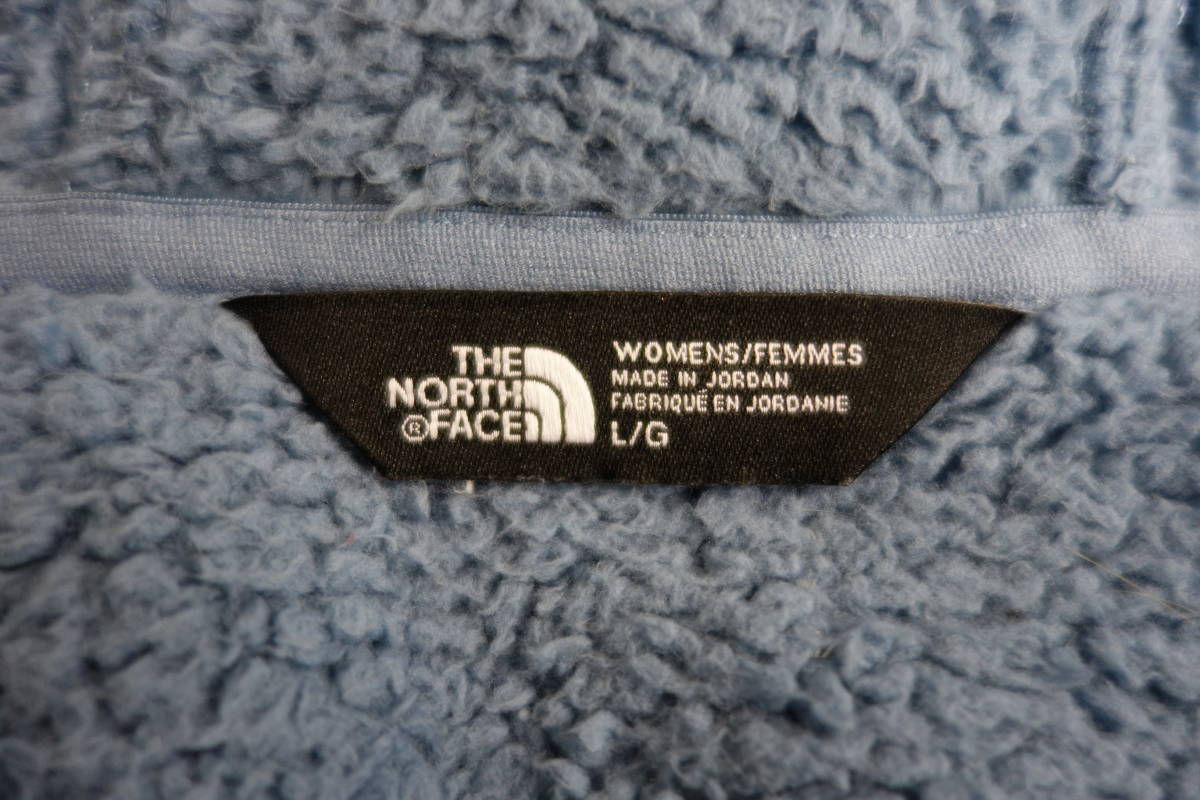 THE
NORTH
®FACE
WOMENS/FEMMES
MADE IN JORDAN
FABRIQUÉ EN JORDANIE
L/G